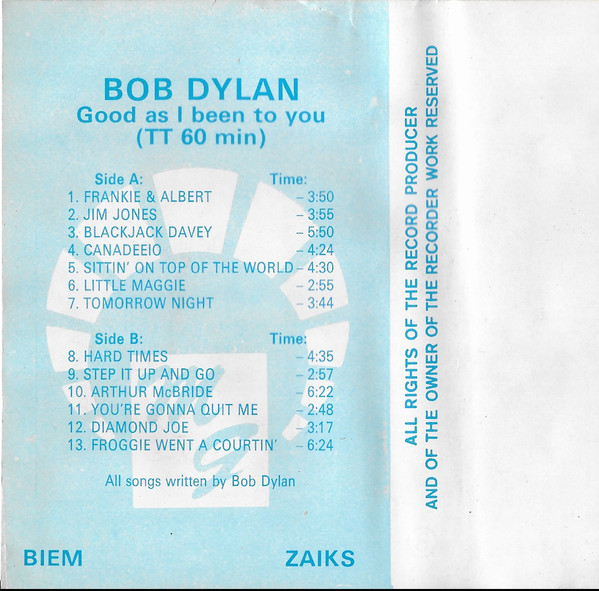 BOB DYLAN
Good as I been to you
(TT 60 min)
Side A: Time:
1. FRANKIE & ALBERT – 3:50
2. JIM JONES – 3:55
3. BLACKJACK DAVEY – 5:50
4. CANADEEIO – 4:24
5. SITTIN' ON TOP OF THE WORLD – 4:30
6. LITTLE MAGGIE – 2:55
7. TOMORROW NIGHT – 3:44
Side B: Time:
8. HARD TIMES – 4:35
9. STEP IT UP AND GO – 2:57
10. ARTHUR McBRIDE – 6:22
11. YOU'RE GONNA QUIT ME – 2:48
12. DIAMOND JOE – 3:17
13. FROGGIE WENT A COURTIN' – 6:24
All songs written by Bob Dylan
BIEM ZAIKS
ALL RIGHTS OF THE RECORD PRODUCER
AND OF THE OWNER OF THE RECORDER WORK RESERVED